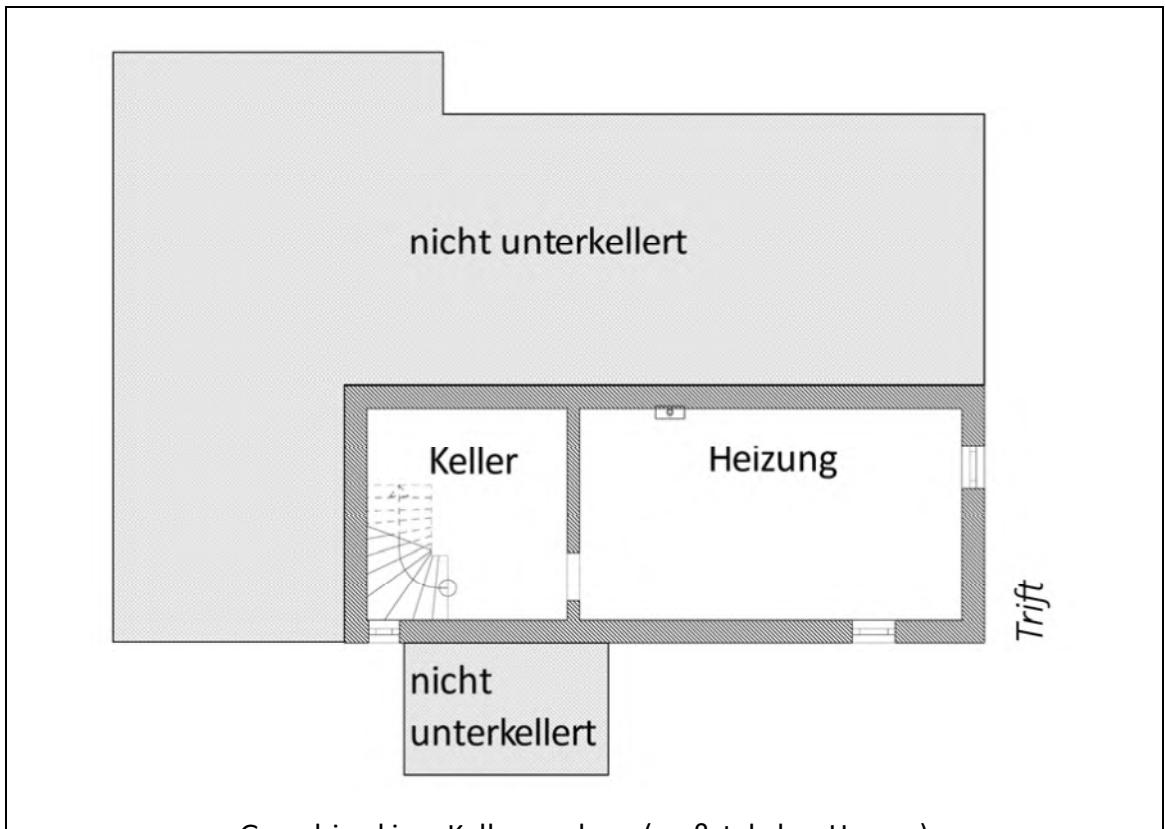 nicht unterkellert
Keller
Heizung
Trift
nicht
unterkellert